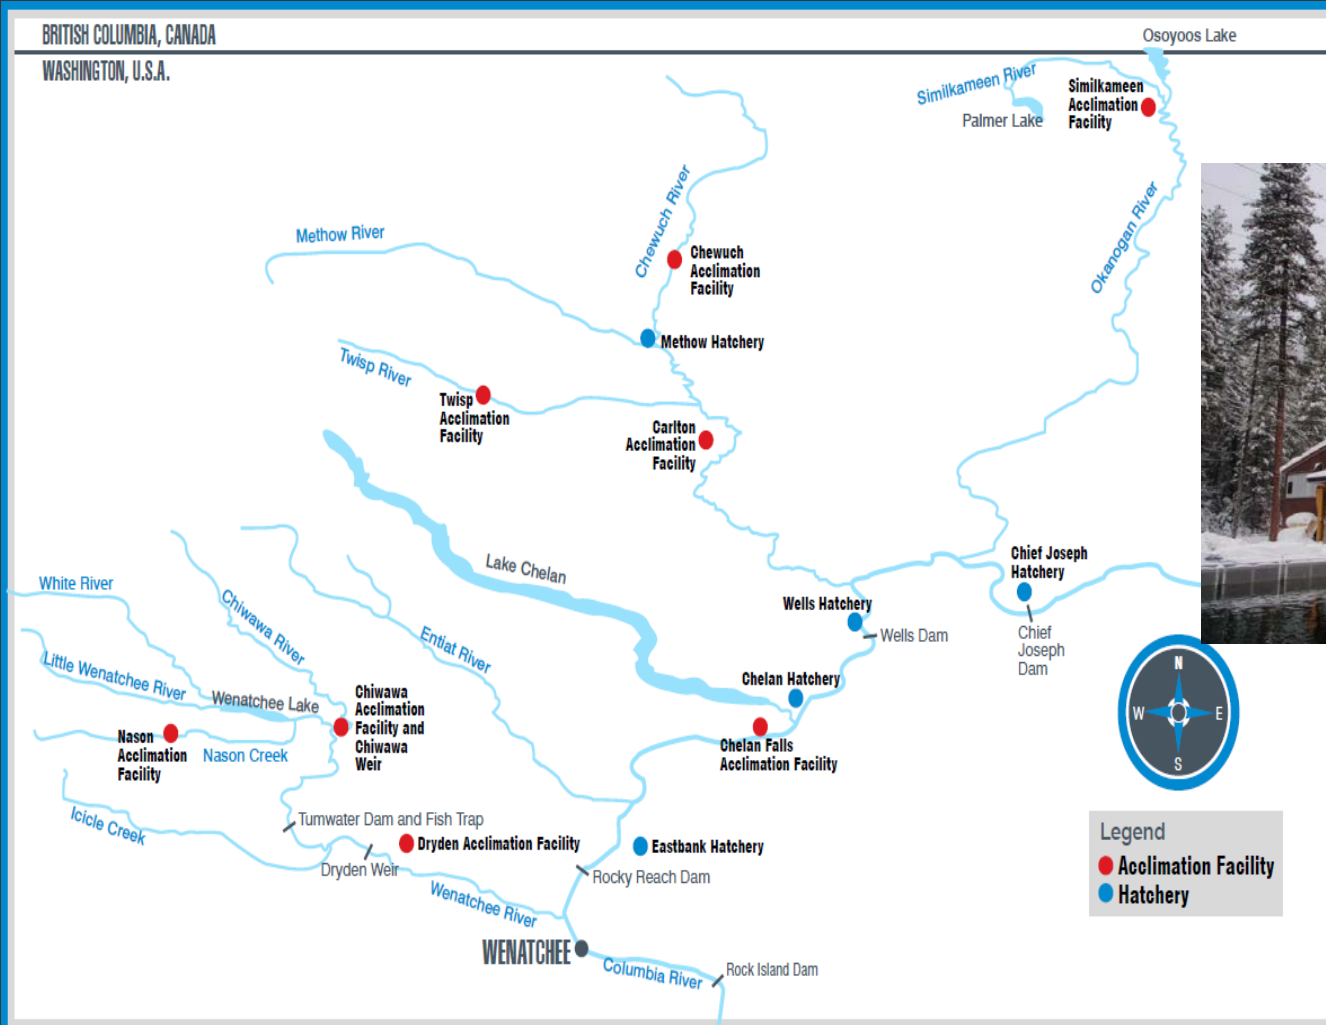 BRITISH COLUMBIA, CANADA
WASHINGTON, U.S.A.
Osoyoos Lake
Similkameen River
Palmer Lake
Similkameen
Acclimation
Facility
Okanogan River
Chewuch River
Methow River
Chewuch
Acclimation
Facility
Methow Hatchery
Twisp River
Twisp
Acclimation
Facility
Carlton
Acclimation
Facility
Lake Chelan
Chief Joseph
Hatchery
Chief
Joseph
Dam
Wells Hatchery
Wells Dam
White River
Chiwawa River
Entiat River
Little Wenatchee River
Wenatchee Lake
Chelan Hatchery
Chiwawa
Acclimation
Facility and
Chiwawa
Weir
Nason
Acclimation
Facility
Nason Creek
Chelan Falls
Acclimation Facility
N
W
E
S
Icicle Creek
Tumwater Dam and Fish Trap
Dryden Acclimation Facility
Dryden Weir
Eastbank Hatchery
Rocky Reach Dam
Wenatchee River
WENATCHEE
Columbia River
Rock Island Dam
Legend
Acclimation Facility
Hatchery